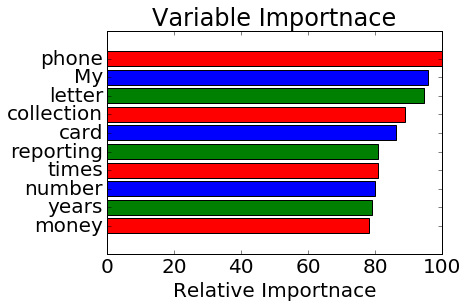 Variable Importnace
phone
My
letter
collection
card
reporting
times
number
years
money
0 20 40 60 80 100
Relative Importnace